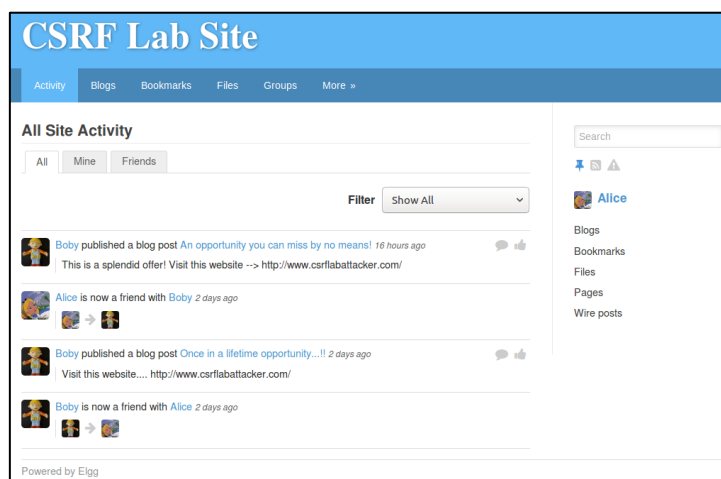 CSRF Lab Site
Activity Blogs Bookmarks Files Groups More »
All Site Activity
All Mine Friends
Filter Show All
Boby published a blog post An opportunity you can miss by no means! 16 hours ago
This is a splendid offer! Visit this website --> http://www.csrflabattacker.com/
Alice is now a friend with Boby 2 days ago
Boby published a blog post Once in a lifetime opportunity...!! 2 days ago
Visit this website.... http://www.csrflabattacker.com/
Boby is now a friend with Alice 2 days ago
Powered by Elgg
Search
Alice
Blogs
Bookmarks
Files
Pages
Wire posts